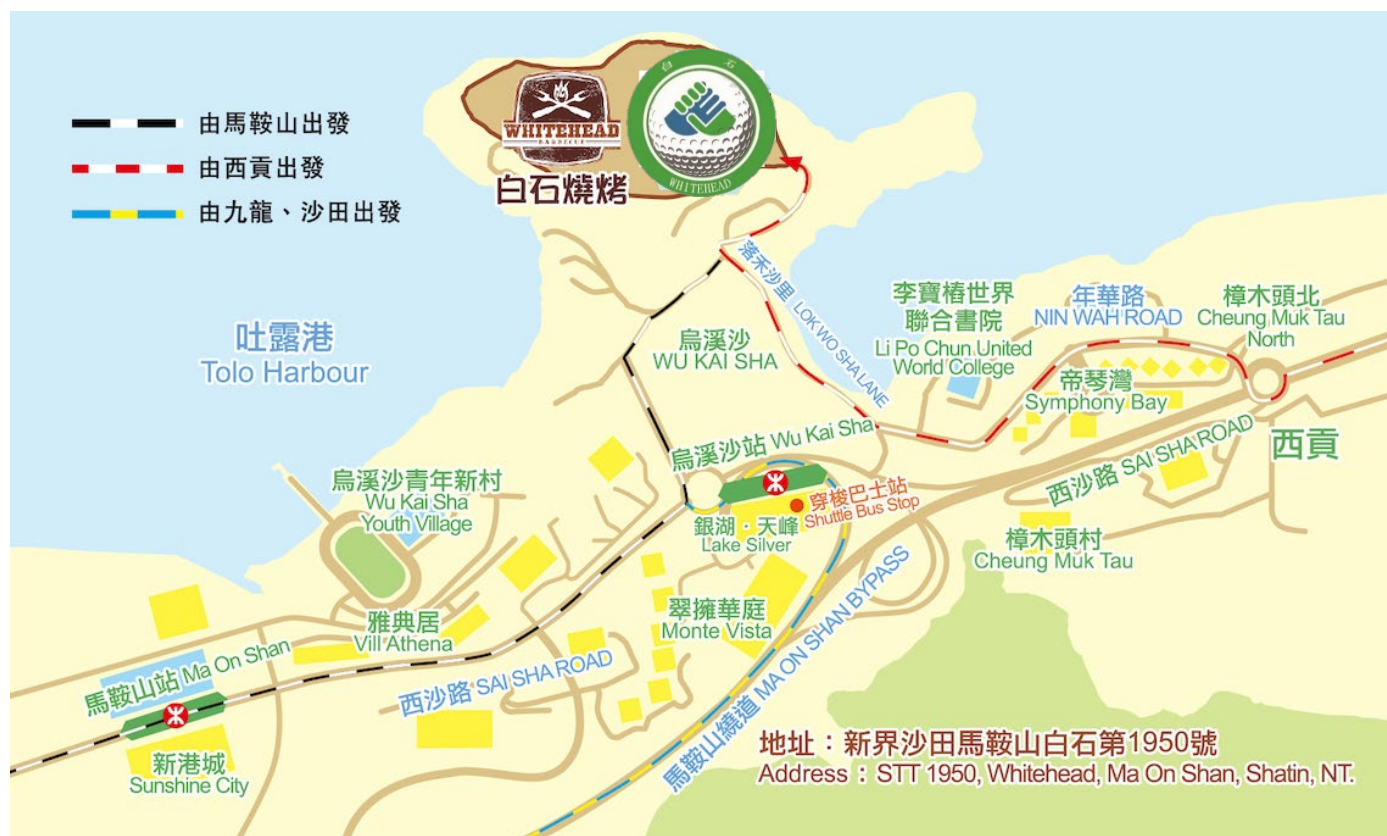 由馬鞍山出發
由西貢出發
由九龍、沙田出發
白 石
WHITEHEAD
WHITEHEAD
BARBECUE
白石燒烤
吐露港
Tolo Harbour
落禾沙里 LOK WO SHA LANE
烏溪沙
WU KAI SHA
李寶椿世界
聯合書院
Li Po Chun United
World College
年華路
NIN WAH ROAD
樟木頭北
Cheung Muk Tau
North
帝琴灣
Symphony Bay
西貢
西沙路 SAI SHA ROAD
烏溪沙站 Wu Kai Sha
穿梭巴士站
Shuttle Bus Stop
銀湖‧天峰
Lake Silver
樟木頭村
Cheung Muk Tau
烏溪沙青年新村
Wu Kai Sha
Youth Village
雅典居
Vill Athena
翠擁華庭
Monte Vista
馬鞍山繞道 MA ON SHAN BYPASS
西沙路 SAI SHA ROAD
馬鞍山站 Ma On Shan
新港城
Sunshine City
地址：新界沙田馬鞍山白石第1950號
Address : STT 1950, Whitehead, Ma On Shan, Shatin, NT.